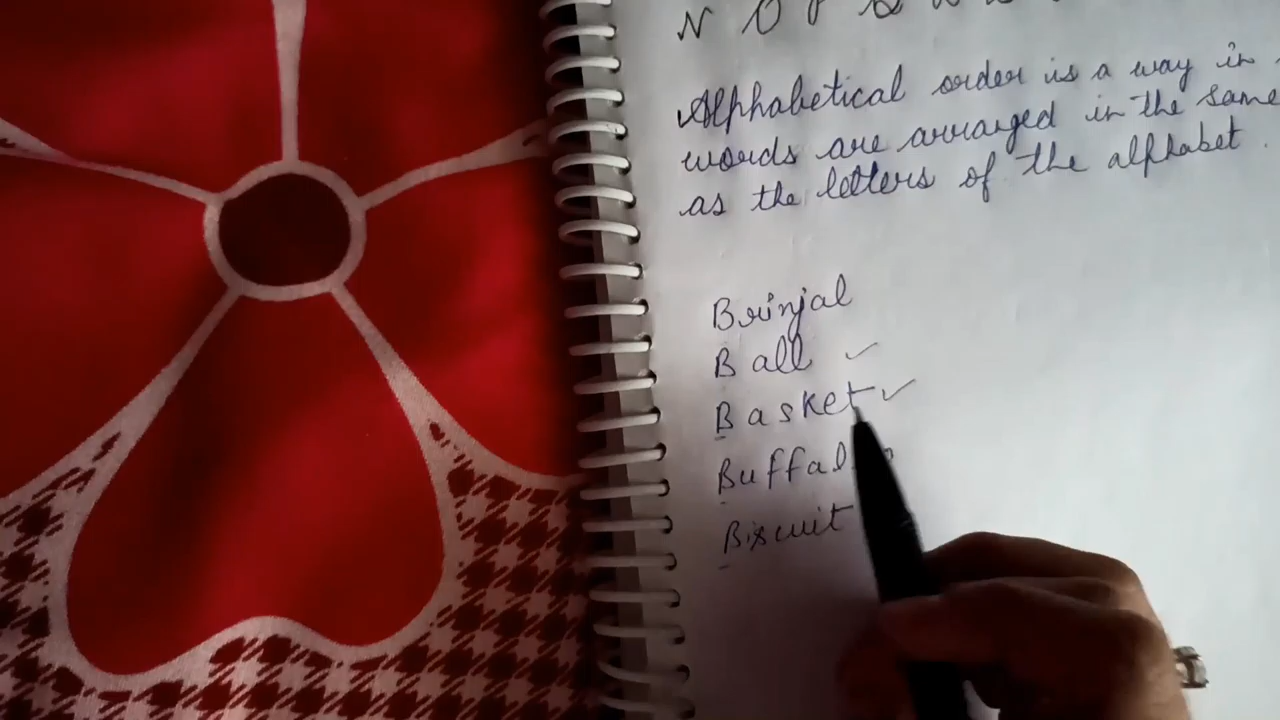 N O P
Alphabetical order is a way in
words are arranged in the same
as the letters of the alphabet.
Brinjal
Ball
Basket
Buffal
Biscuit